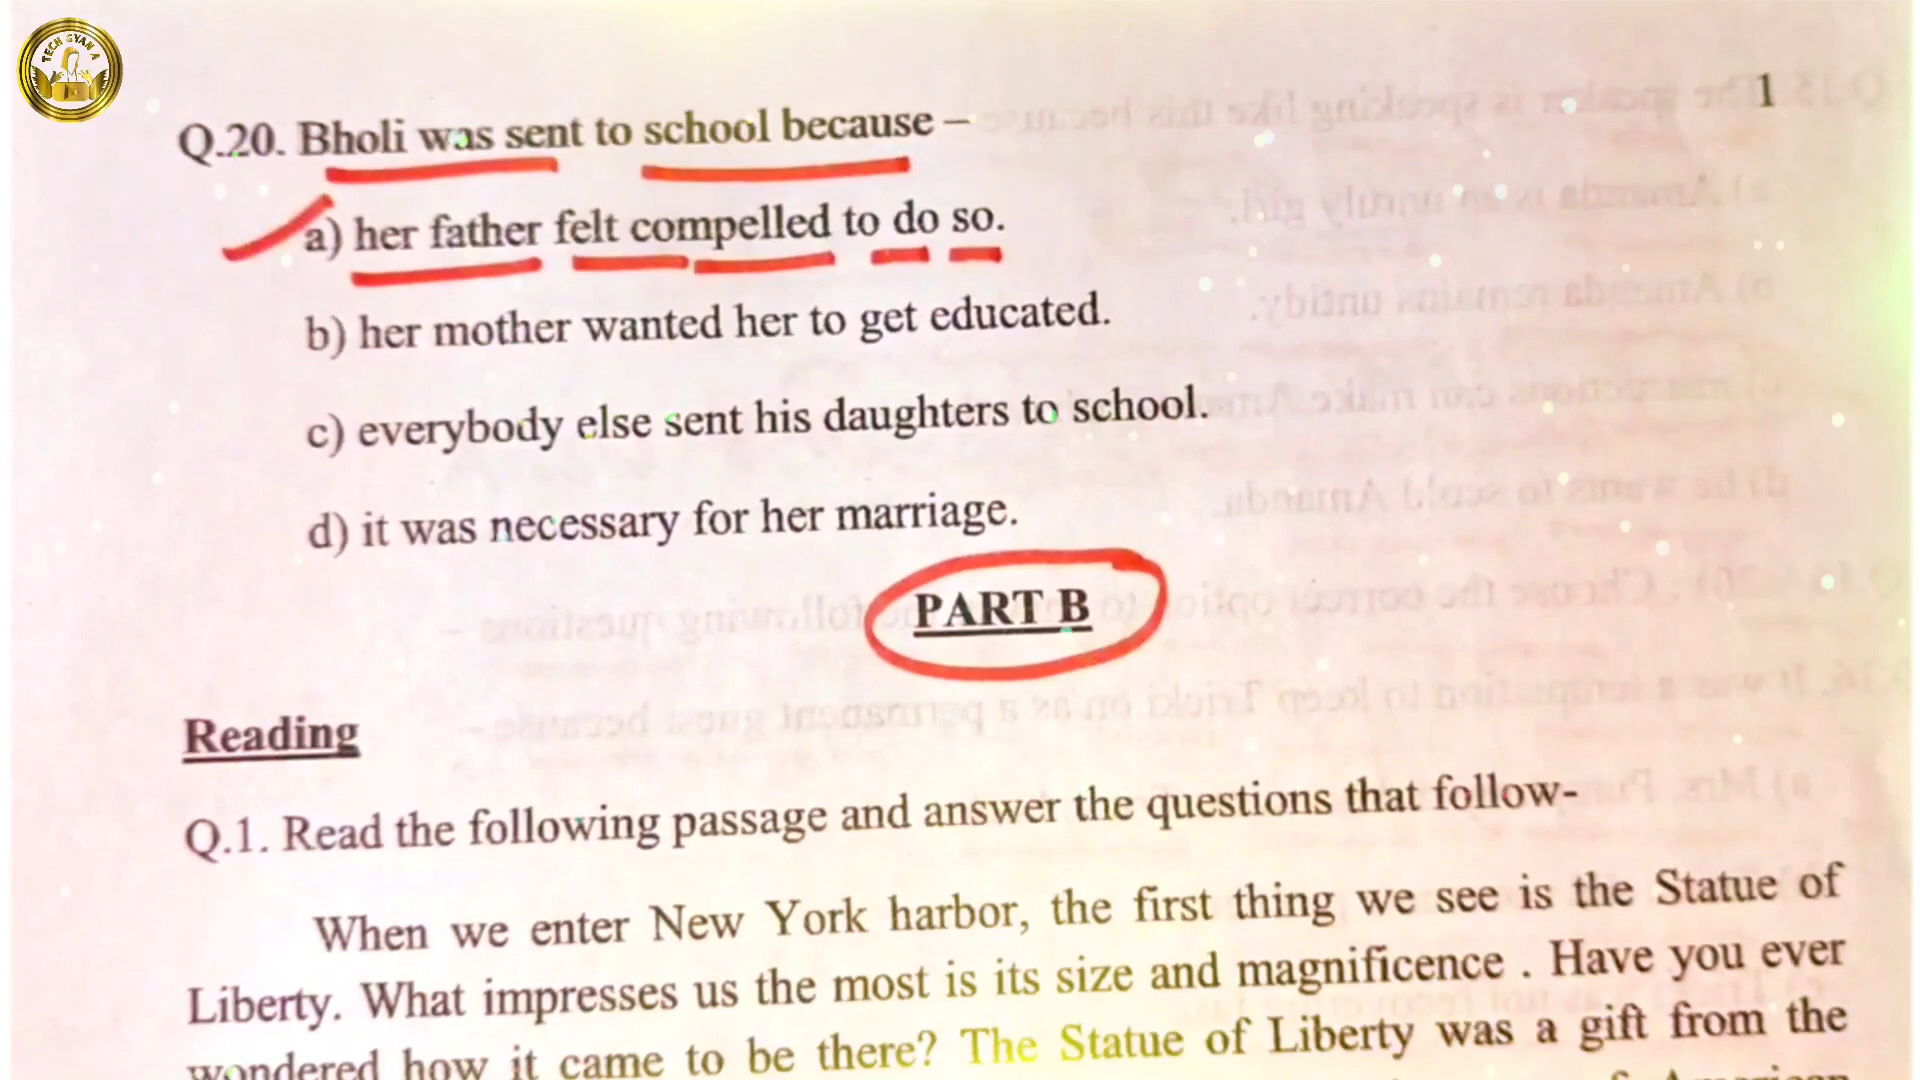 TECH GYAN A
Q.20. Bholi was sent to school because – 1
a) her father felt compelled to do so.
b) her mother wanted her to get educated.
c) everybody else sent his daughters to school.
d) it was necessary for her marriage.
PART B
Reading
Q.1. Read the following passage and answer the questions that follow-
When we enter New York harbor, the first thing we see is the Statue of
Liberty. What impresses us the most is its size and magnificence . Have you ever
wondered how it came to be there? The Statue of Liberty was a gift from the